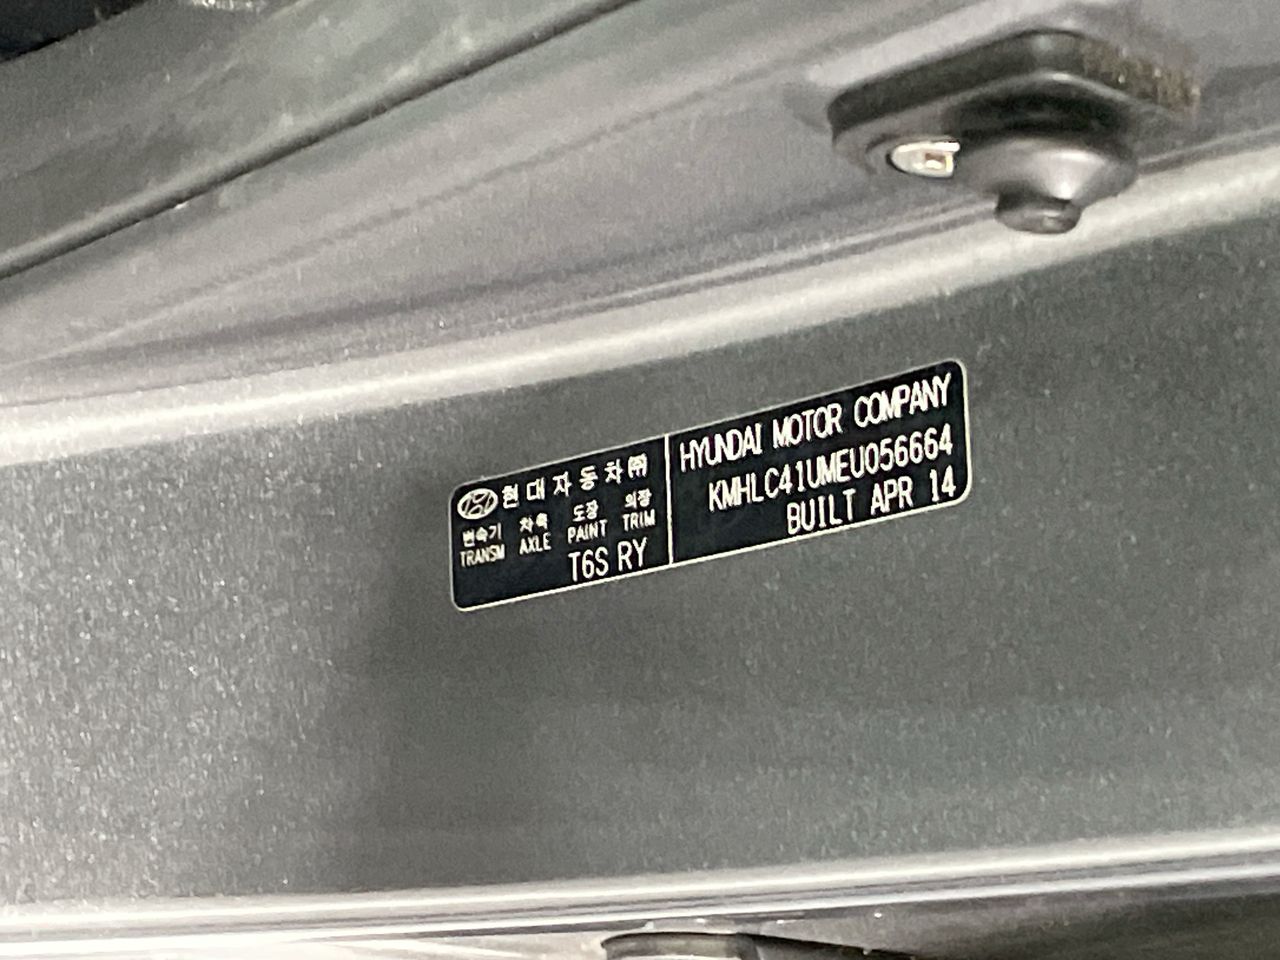 현대자동차㈜
변속기 차축 도장 의장
TRANSM AXLE PAINT TRIM
T6S RY
HYUNDAI MOTOR COMPANY
KMHLC41UMEU056664
BUILT APR 14